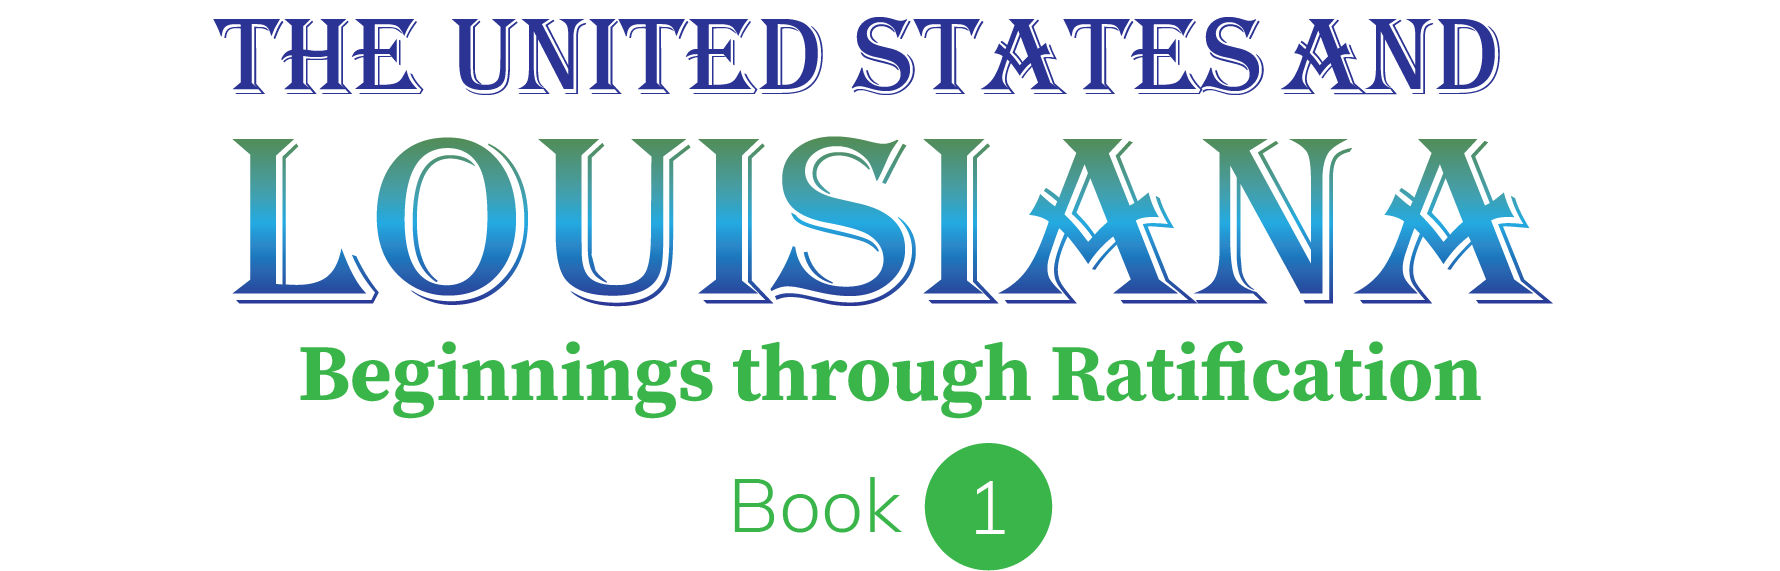 THE UNITED STATES AND
LOUISIANA
Beginnings through Ratification
Book 1